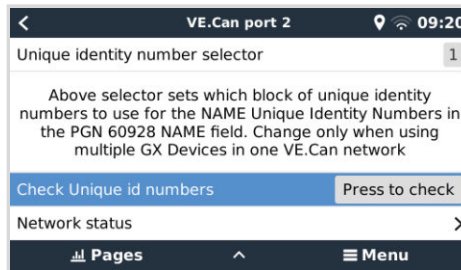 VE.Can port 2 09:20
Unique identity number selector 1
Above selector sets which block of unique identity
numbers to use for the NAME Unique Identity Numbers in
the PGN 60928 NAME field. Change only when using
multiple GX Devices in one VE.Can network
Check Unique id numbers Press to check
Network status
Pages Menu